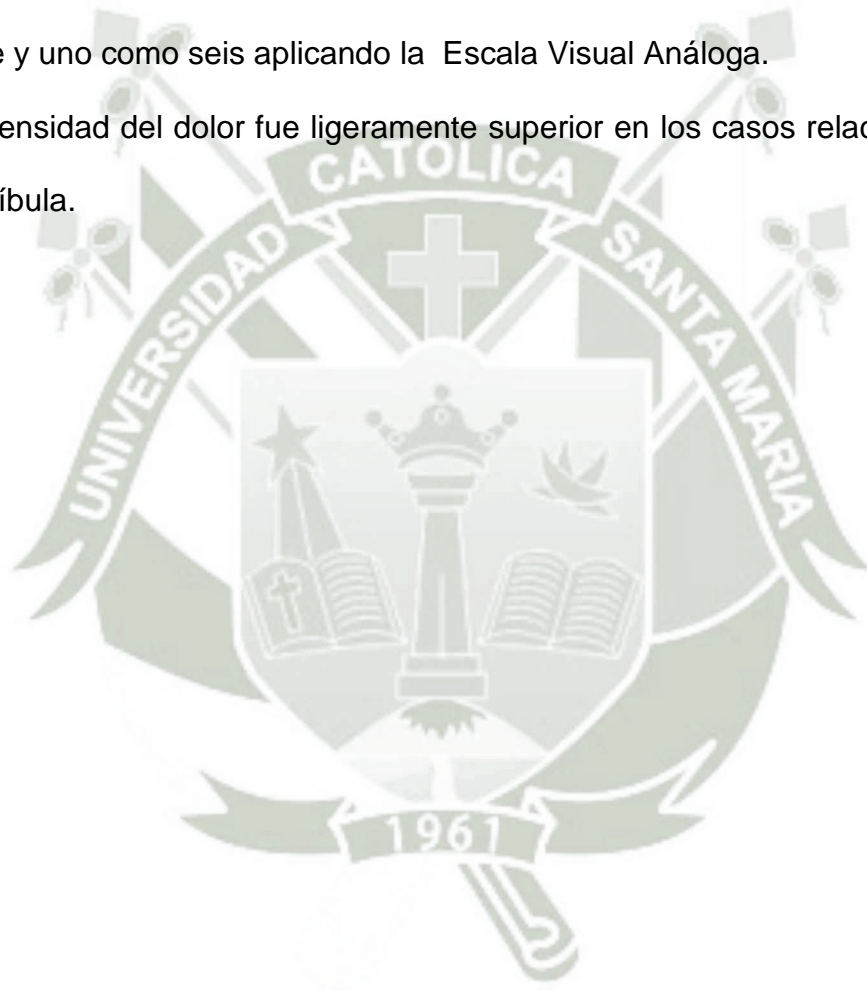 e y uno como seis aplicando la Escala Visual Análoga.
ensidad del dolor fue ligeramente superior en los casos relac
íbula.
CATOLICA
UNIVERSIDAD
SANTA MARIA
1961